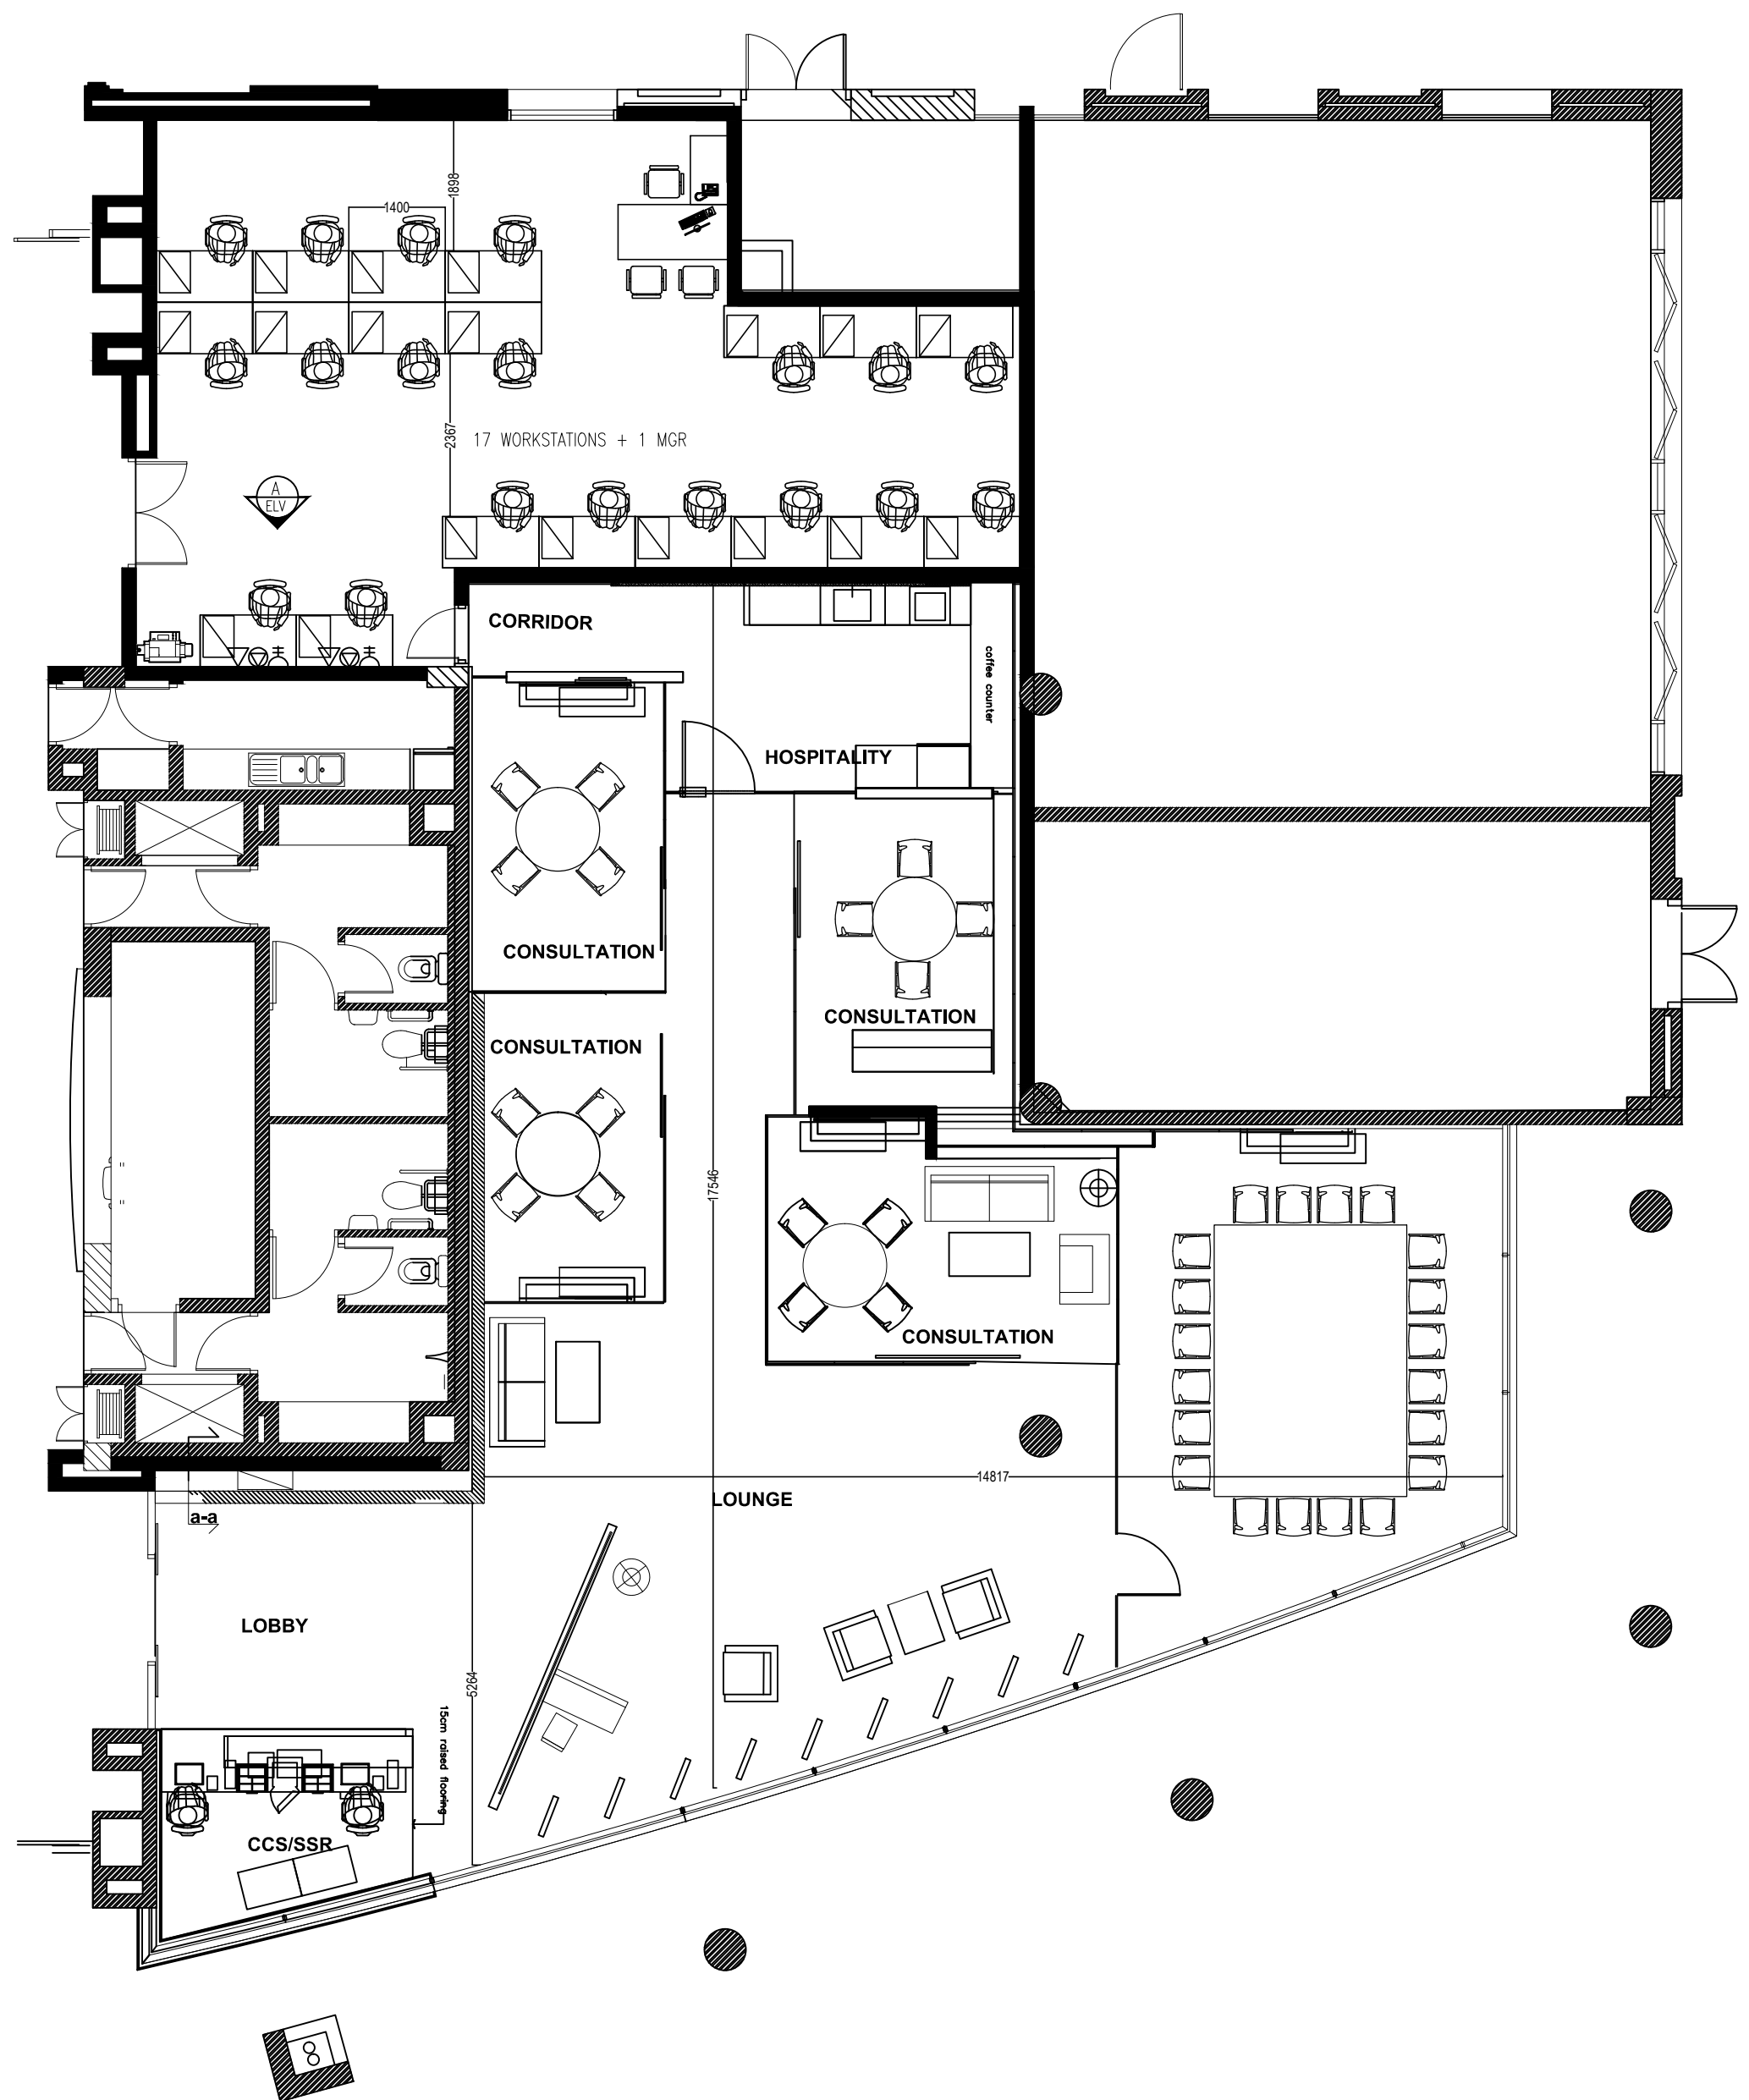 1898
1400
2367
17 WORKSTATIONS + 1 MGR
A
ELV
CORRIDOR
coffee counter
HOSPITALITY
CONSULTATION
CONSULTATION
CONSULTATION
17546
CONSULTATION
14817
LOUNGE
a-a
LOBBY
5264
15cm raised flooring
CCS/SSR